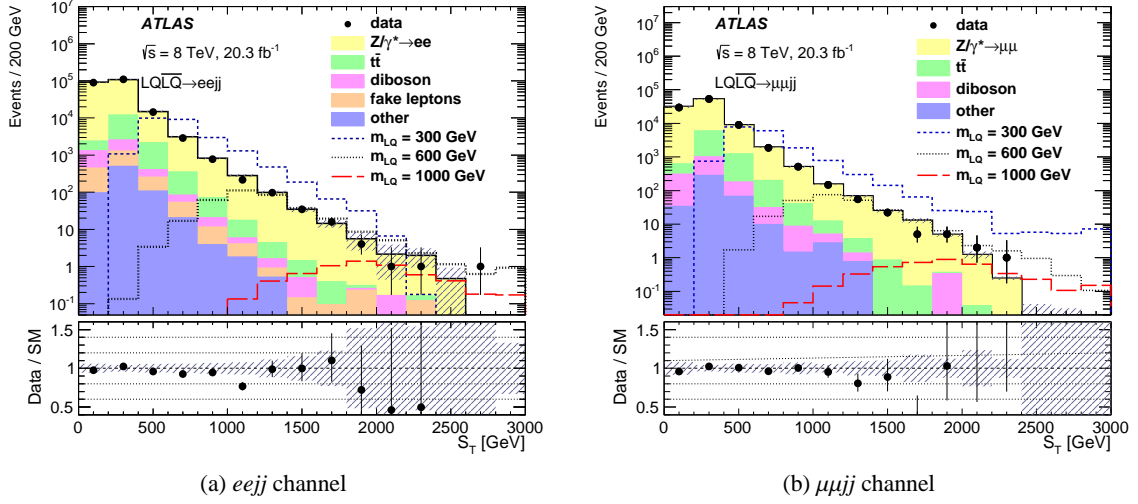 ATLAS
√s = 8 TeV, 20.3 fb⁻¹
LQL̅Q̅→eejj
data
Z/γ*→ee
tt̅
diboson
fake leptons
other
m_LQ = 300 GeV
m_LQ = 600 GeV
m_LQ = 1000 GeV
Events / 200 GeV
10⁷
10⁶
10⁵
10⁴
10³
10²
10
1
10⁻¹
Data / SM
1.5
1
0.5
0 500 1000 1500 2000 2500 3000
S_T [GeV]
(a) eejj channel
ATLAS
√s = 8 TeV, 20.3 fb⁻¹
LQL̅Q̅→μμjj
data
Z/γ*→μμ
tt̅
diboson
other
m_LQ = 300 GeV
m_LQ = 600 GeV
m_LQ = 1000 GeV
Events / 200 GeV
10⁷
10⁶
10⁵
10⁴
10³
10²
10
1
10⁻¹
Data / SM
1.5
1
0.5
0 500 1000 1500 2000 2500 3000
S_T [GeV]
(b) μμjj channel